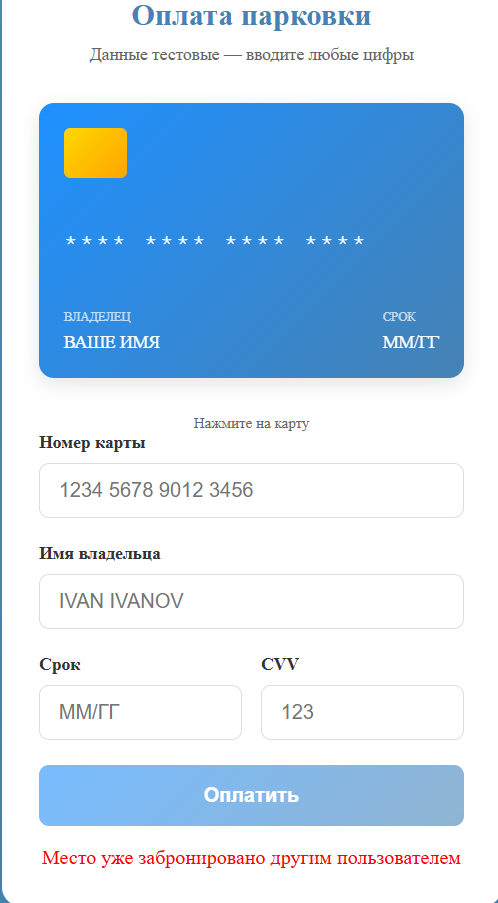 Оплата парковки
Данные тестовые — вводите любые цифры
**** **** **** ****
ВЛАДЕЛЕЦ СРОК
ВАШЕ ИМЯ ММ/ГГ
Нажмите на карту
Номер карты
1234 5678 9012 3456
Имя владельца
IVAN IVANOV
Срок CVV
ММ/ГГ 123
Оплатить
Место уже забронировано другим пользователем